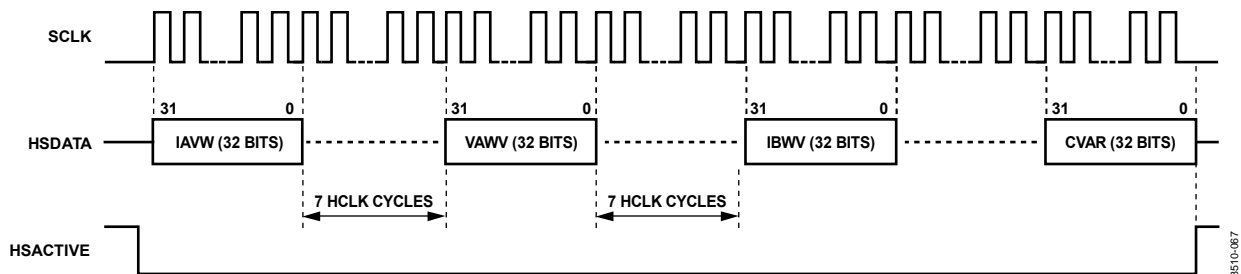 SCLK
31 0 31 0 31 0 31 0
HSDATA IAVW (32 BITS) VAWV (32 BITS) IBWV (32 BITS) CVAR (32 BITS)
7 HCLK CYCLES 7 HCLK CYCLES
HSACTIVE